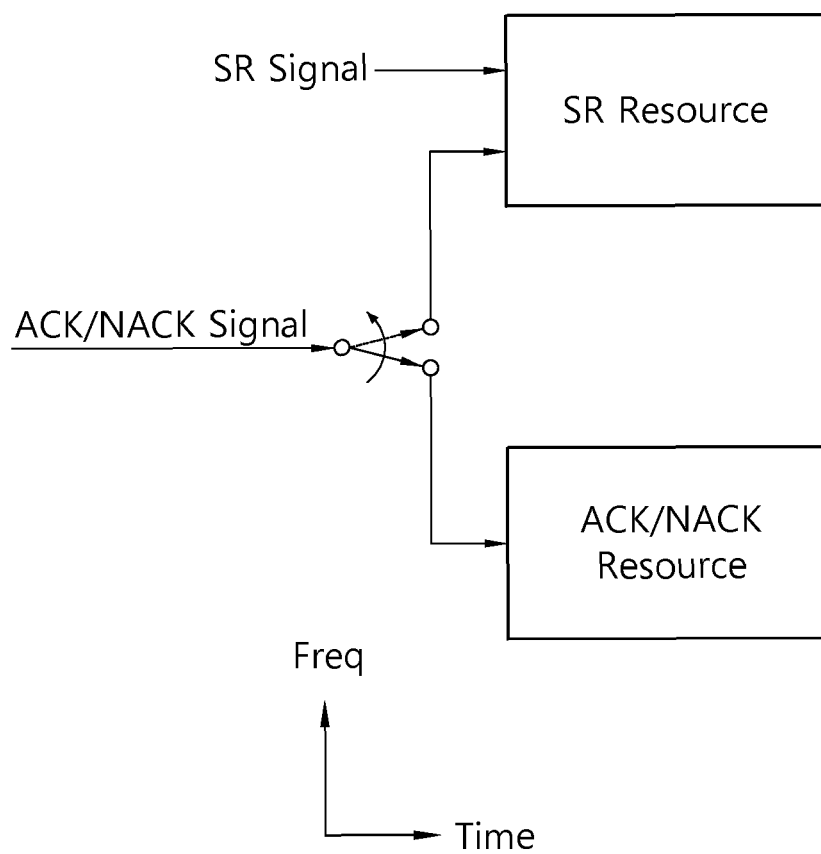 SR Signal
SR Resource
ACK/NACK Signal
ACK/NACK
Resource
Freq
Time